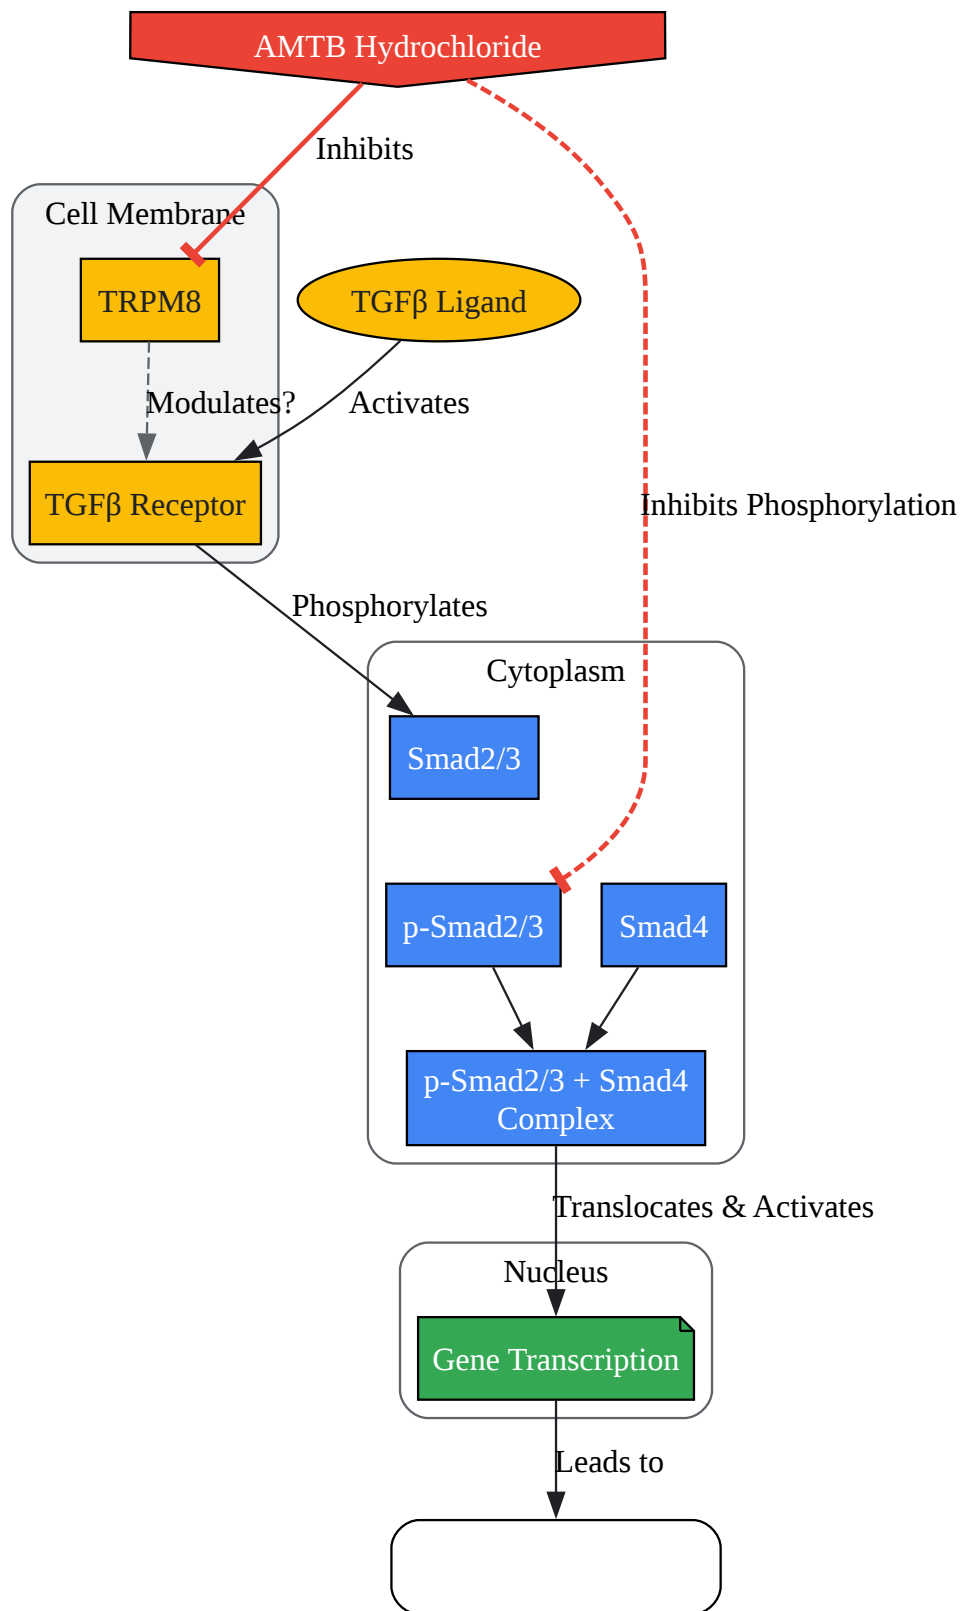 AMTB Hydrochloride
Inhibits
Cell Membrane
TRPM8
TGFβ Ligand
Modulates?
Activates
TGFβ Receptor
Inhibits Phosphorylation
Phosphorylates
Cytoplasm
Smad2/3
p-Smad2/3
Smad4
p-Smad2/3 + Smad4
Complex
Translocates & Activates
Nucleus
Gene Transcription
Leads to